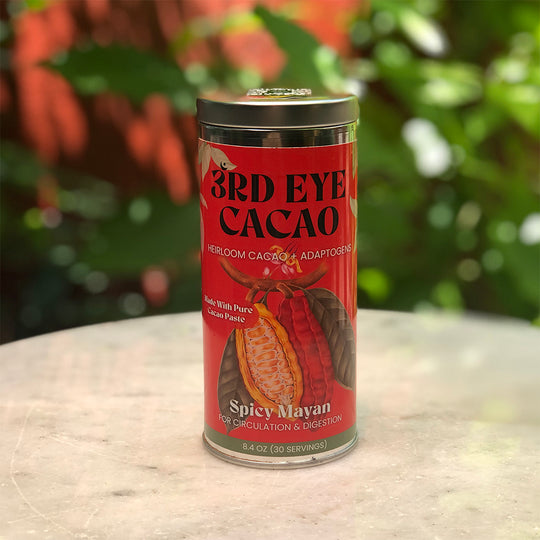 3RD EYE
CACAO
HEIRLOOM CACAO + ADAPTOGENS
Made With Pure
Cacao Paste
Spicy Mayan
FOR CIRCULATION & DIGESTION
8.4 OZ (30 SERVINGS)